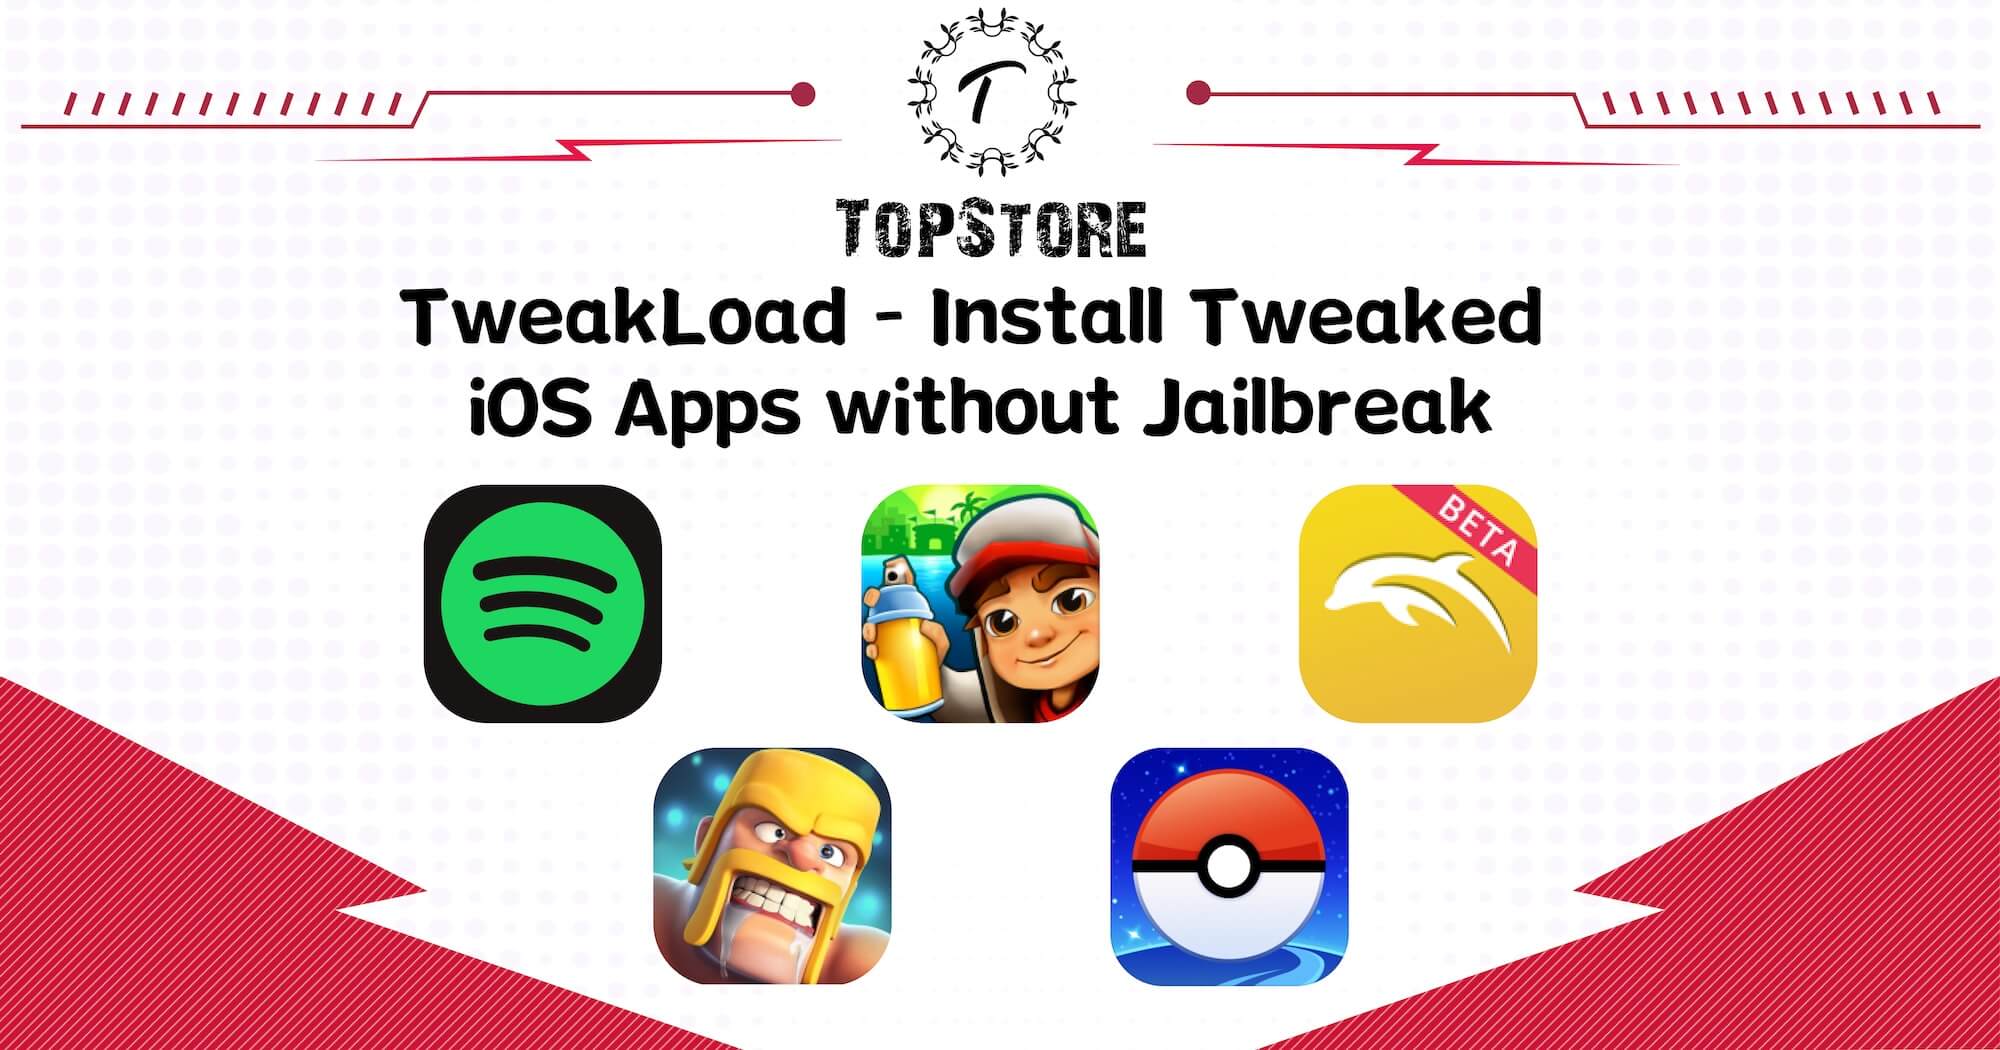 T
TOPSTORE
TweakLoad - Install Tweaked
iOS Apps without Jailbreak
BETA